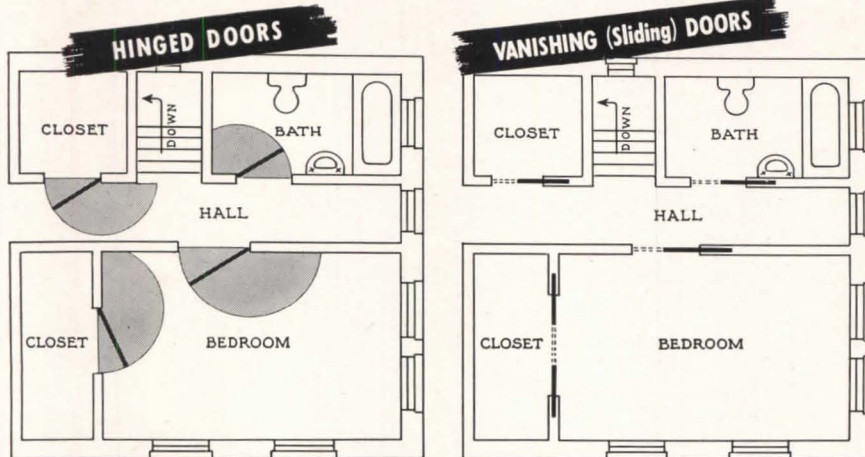 HINGED DOORS
CLOSET
DOWN
BATH
HALL
CLOSET
BEDROOM
VANISHING (Sliding) DOORS
CLOSET
DOWN
BATH
HALL
CLOSET
BEDROOM